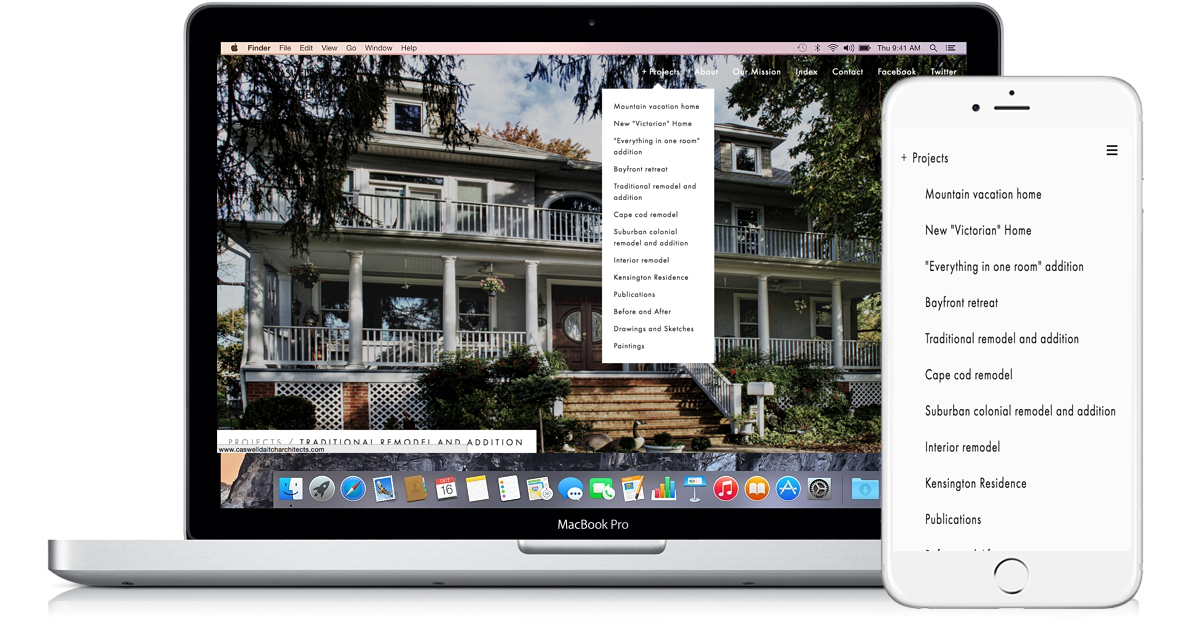 Finder File Edit View Go Window Help Thu 9:41 AM
+ Projects About Our Mission Index Contact Facebook Twitter
Mountain vacation home
New "Victorian" Home
"Everything in one room"
addition
Bayfront retreat
Traditional remodel and
addition
Cape cod remodel
Suburban colonial
remodel and addition
Interior remodel
Kensington Residence
Publications
Before and After
Drawings and Sketches
Paintings
PROJECTS / TRADITIONAL REMODEL AND ADDITION
www.caswelldaitcharchitects.com
OCT
16
MacBook Pro
+ Projects
Mountain vacation home
New "Victorian" Home
"Everything in one room" addition
Bayfront retreat
Traditional remodel and addition
Cape cod remodel
Suburban colonial remodel and addition
Interior remodel
Kensington Residence
Publications